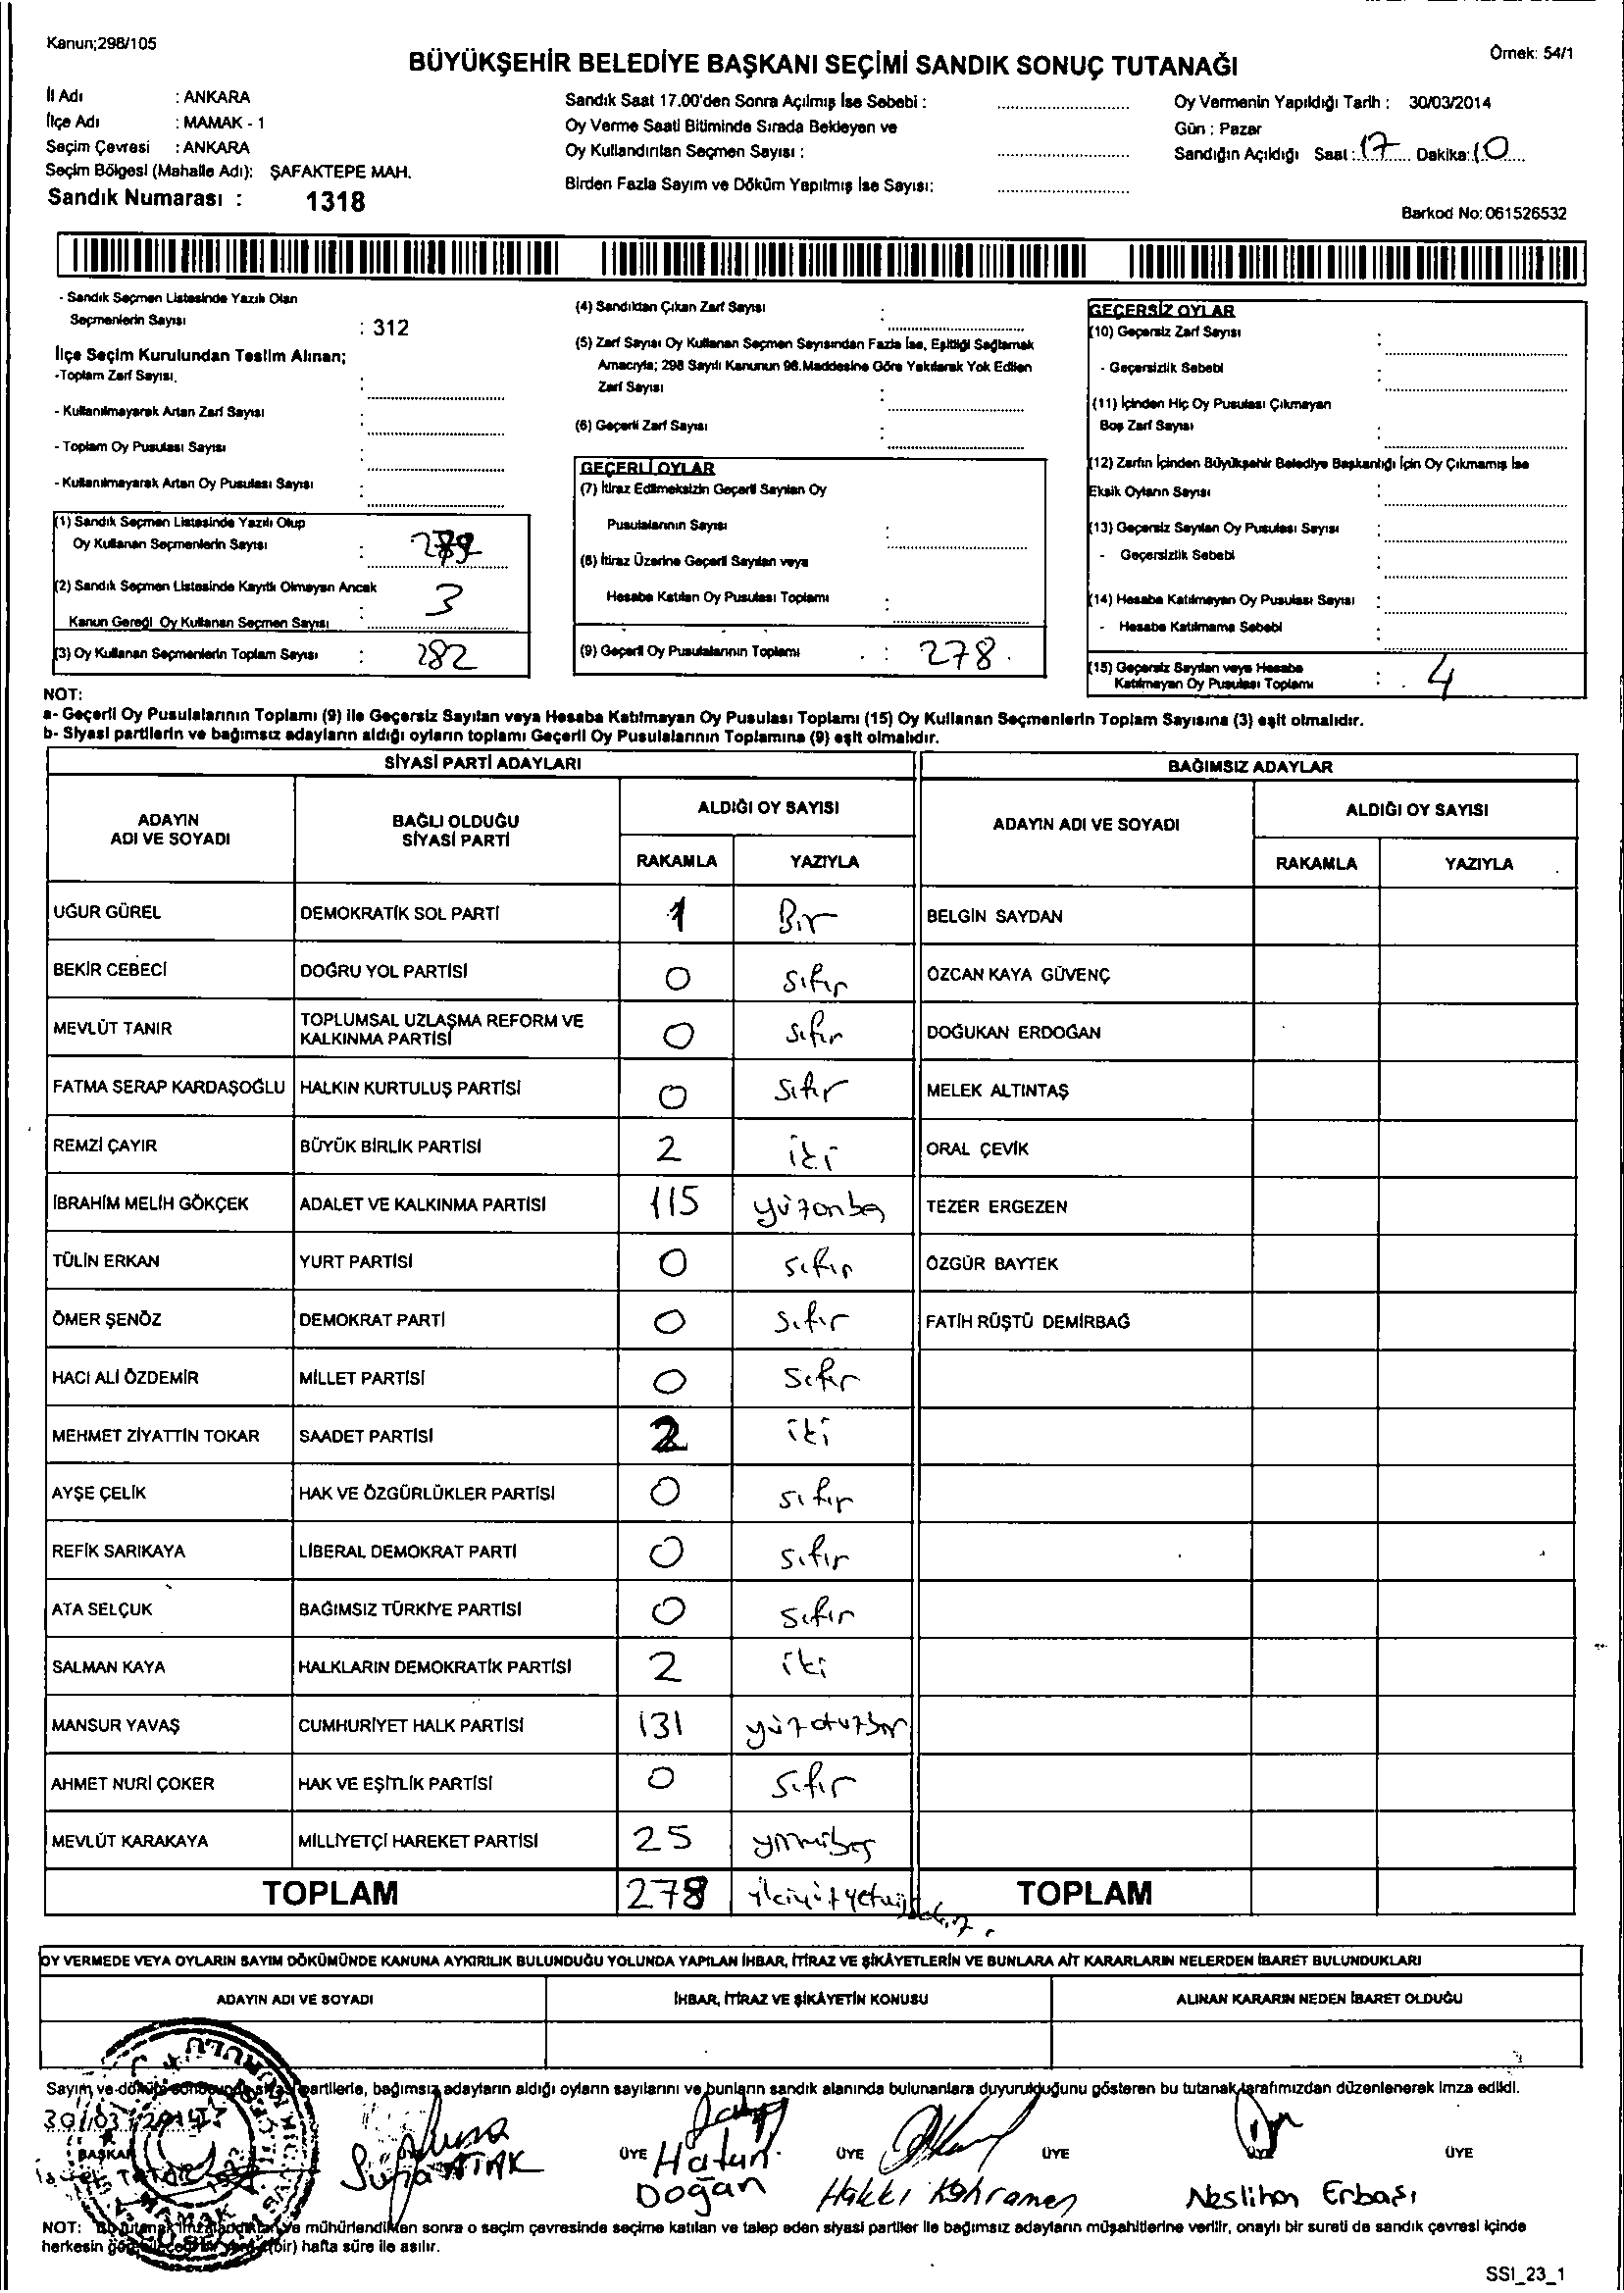 Kanun;298/105
Örnek: 54/1
BÜYÜKŞEHİR BELEDİYE BAŞKANI SEÇİMİ SANDIK SONUÇ TUTANAĞI
İl Adı : ANKARA
İlçe Adı : MAMAK - 1
Seçim Çevresi : ANKARA
Seçim Bölgesi (Mahalle Adı): ŞAFAKTEPE MAH.
Sandık Numarası : 1318
Sandık Saat 17.00'den Sonra Açılmış İse Sebebi :
Oy Verme Saati Bitiminde Sırada Bekleyen ve
Oy Kullandırılan Seçmen Sayısı :
Birden Fazla Sayım ve Döküm Yapılmış İse Sayısı:
Oy Vermenin Yapıldığı Tarih : 30/03/2014
Gün : Pazar
Sandığın Açıldığı Saat : 17 Dakika: 10
Barkod No: 061526532
- Sandık Seçmen Listesinde Yazılı Olan
Seçmenlerin Sayısı : 312
İlçe Seçim Kurulundan Teslim Alınan;
-Toplam Zarf Sayısı. :
- Kullanılmayarak Artan Zarf Sayısı :
- Toplam Oy Pusulası Sayısı :
- Kullanılmayarak Artan Oy Pusulası Sayısı :
(1) Sandık Seçmen Listesinde Yazılı Olup
Oy Kullanan Seçmenlerin Sayısı :
(2) Sandık Seçmen Listesinde Kayıtlı Olmayan Ancak
Kanun Gereği Oy Kullanan Seçmen Sayısı : 3
(3) Oy Kullanan Seçmenlerin Toplam Sayısı : 282
(4) Sandıktan Çıkan Zarf Sayısı :
(5) Zarf Sayısı Oy Kullanan Seçmen Sayısından Fazla İse, Eşitliği Sağlamak
Amacıyla; 298 Sayılı Kanunun 98.Maddesine Göre Yakılarak Yok Edilen
Zarf Sayısı :
(6) Geçerli Zarf Sayısı :
GEÇERLİ OYLAR
(7) İtiraz Edilmeksizin Geçerli Sayılan Oy
Pusulalarının Sayısı :
(8) İtiraz Üzerine Geçerli Sayılan veya
Hesaba Katılan Oy Pusulası Toplamı :
(9) Geçerli Oy Pusulalarının Toplamı : 278
GEÇERSİZ OYLAR
(10) Geçersiz Zarf Sayısı :
- Geçersizlik Sebebi :
(11) İçinden Hiç Oy Pusulası Çıkmayan
Boş Zarf Sayısı :
(12) Zarfın İçinden Büyükşehir Belediye Başkanlığı İçin Oy Çıkmamış İse
Eksik Oyların Sayısı :
(13) Geçersiz Sayılan Oy Pusulası Sayısı :
- Geçersizlik Sebebi :
(14) Hesaba Katılmayan Oy Pusulası Sayısı :
- Hesaba Katılmama Sebebi :
(15) Geçersiz Sayılan veya Hesaba
Katılmayan Oy Pusulası Toplamı : 4
NOT:
a- Geçerli Oy Pusulalarının Toplamı (9) ile Geçersiz Sayılan veya Hesaba Katılmayan Oy Pusulası Toplamı (15) Oy Kullanan Seçmenlerin Toplam Sayısına (3) eşit olmalıdır.
b- Siyasi partilerin ve bağımsız adayların aldığı oyların toplamı Geçerli Oy Pusulalarının Toplamına (9) eşit olmalıdır.
SİYASİ PARTİ ADAYLARI BAĞIMSIZ ADAYLAR
ADAYIN ADI VE SOYADI BAĞLI OLDUĞU SİYASİ PARTİ ALDIĞI OY SAYISI ADAYIN ADI VE SOYADI ALDIĞI OY SAYISI
RAKAMLA YAZIYLA RAKAMLA YAZIYLA
UĞUR GÜREL DEMOKRATİK SOL PARTİ 1 Bir BELGİN SAYDAN
BEKİR CEBECİ DOĞRU YOL PARTİSİ 0 sıfır ÖZCAN KAYA GÜVENÇ
MEVLÜT TANIR TOPLUMSAL UZLAŞMA REFORM VE KALKINMA PARTİSİ 0 sıfır DOĞUKAN ERDOĞAN
FATMA SERAP KARDAŞOĞLU HALKIN KURTULUŞ PARTİSİ 0 sıfır MELEK ALTINTAŞ
REMZİ ÇAYIR BÜYÜK BİRLİK PARTİSİ 2 iki ORAL ÇEVİK
İBRAHİM MELİH GÖKÇEK ADALET VE KALKINMA PARTİSİ 115 yüzonbeş TEZER ERGEZEN
TÜLİN ERKAN YURT PARTİSİ 0 sıfır ÖZGÜR BAYTEK
ÖMER ŞENÖZ DEMOKRAT PARTİ 0 sıfır FATİH RÜŞTÜ DEMİRBAĞ
HACI ALİ ÖZDEMİR MİLLET PARTİSİ 0 sıfır
MEHMET ZİYATTİN TOKAR SAADET PARTİSİ 2 iki
AYŞE ÇELİK HAK VE ÖZGÜRLÜKLER PARTİSİ 0 sıfır
REFİK SARIKAYA LİBERAL DEMOKRAT PARTİ 0 sıfır
ATA SELÇUK BAĞIMSIZ TÜRKİYE PARTİSİ 0 sıfır
SALMAN KAYA HALKLARIN DEMOKRATİK PARTİSİ 2 iki
MANSUR YAVAŞ CUMHURİYET HALK PARTİSİ 131 yüzotuzbir
AHMET NURİ ÇOKER HAK VE EŞİTLİK PARTİSİ 0 sıfır
MEVLÜT KARAKAYA MİLLİYETÇİ HAREKET PARTİSİ 25 yirmibeş
TOPLAM 278 ikiyüzyetmişsekiz. TOPLAM
OY VERMEDE VEYA OYLARIN SAYIM DÖKÜMÜNDE KANUNA AYKIRILIK BULUNDUĞU YOLUNDA YAPILAN İHBAR, İTİRAZ VE ŞİKÂYETLERİN VE BUNLARA AİT KARARLARIN NELERDEN İBARET BULUNDUKLARI
ADAYIN ADI VE SOYADI İHBAR, İTİRAZ VE ŞİKÂYETİN KONUSU ALINAN KARARIN NEDEN İBARET OLDUĞU
Sayım ve döküm sonucunda siyasi partilerle, bağımsız adayların aldığı oyların sayılarını ve bunların sandık alanında bulunanlara duyurulduğunu gösteren bu tutanak tarafımızdan düzenlenerek imza edildi.
30/03/2014
BAŞKAN ÜYE ÜYE ÜYE ÜYE ÜYE
Hatun Doğan Hakkı Kahraman Neslihan Erbaşı
NOT: Bu tutanak imzalandıktan ve mühürlendikten sonra o seçim çevresinde seçime katılan ve talep eden siyasi partiler ile bağımsız adayların müşahitlerine verilir, onaylı bir sureti de sandık çevresi içinde
herkesin (bir) hafta süre ile asılır.
SSI_23_1